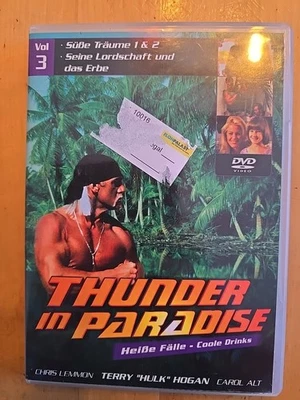 Vol
3
· Süße Träume 1 & 2
· Seine Lordschaft und
das Erbe
10016
DVD
VIDEO
THUNDER
IN PARADISE
Heiße Fälle - Coole Drinks
CHRIS LEMMON TERRY "HULK" HOGAN CAROL ALT